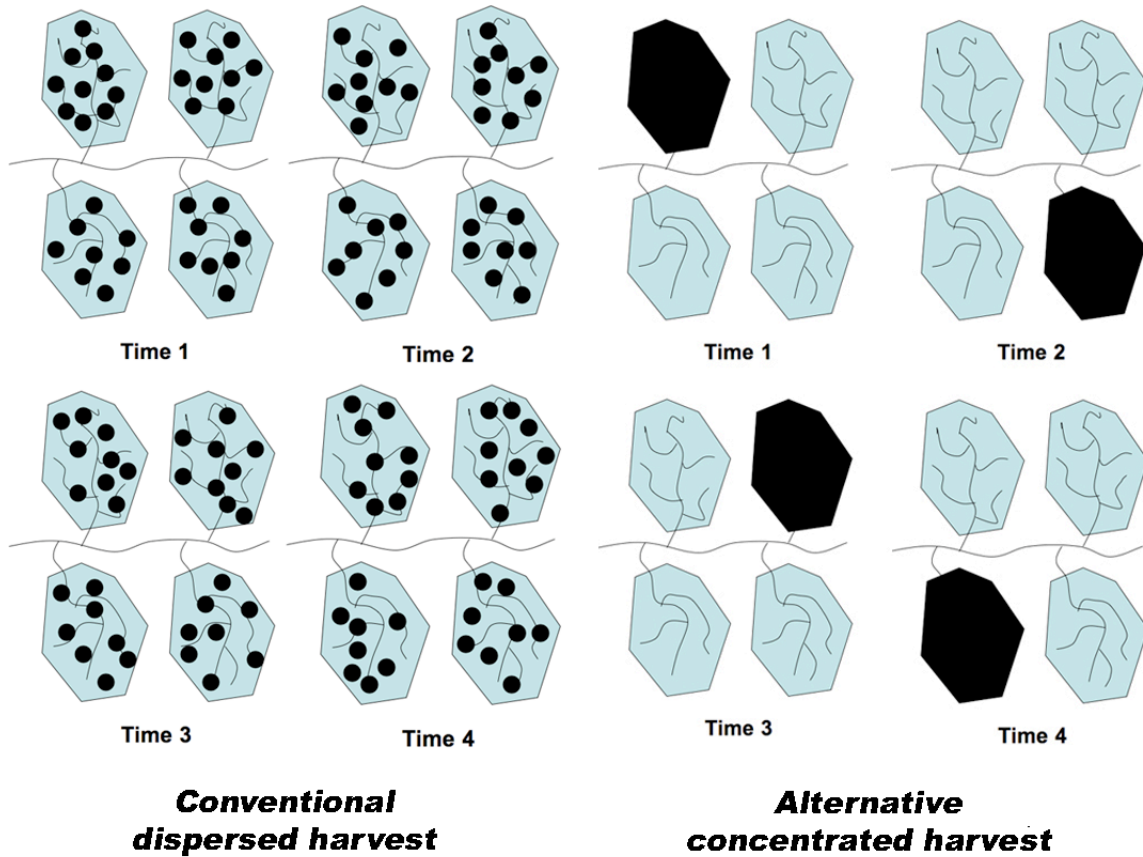 Time 1
Time 2
Time 1
Time 2
Time 3
Time 4
Time 3
Time 4
Conventional
dispersed harvest
Alternative
concentrated harvest